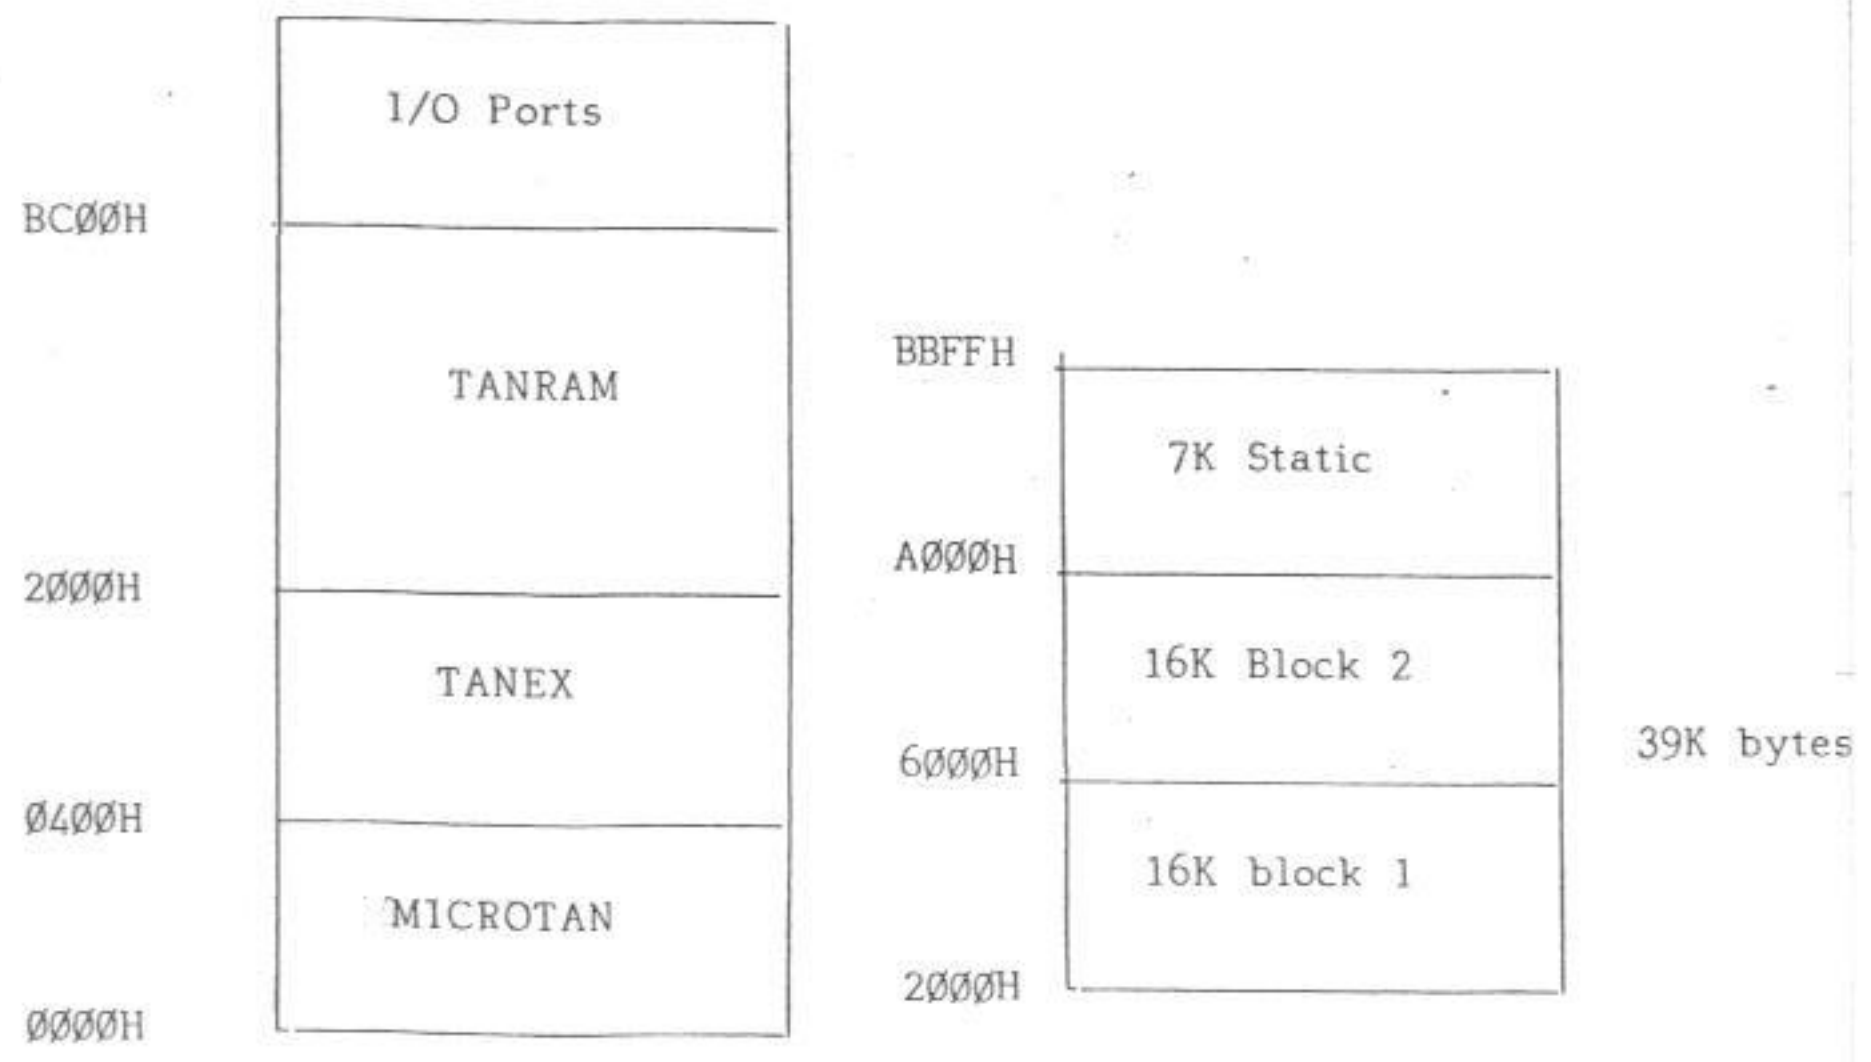 I/O Ports
BCØØH
TANRAM
2ØØØH
TANEX
Ø4ØØH
MICROTAN
ØØØØH
BBFFH
7K Static
AØØØH
16K Block 2
6ØØØH
39K bytes
16K block 1
2ØØØH